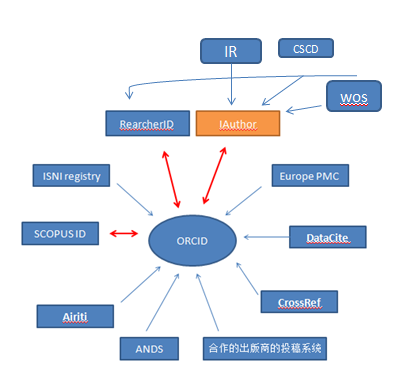 IR
CSCD
WOS
RearcherID
IAuthor
ISNI registry
Europe PMC
SCOPUS ID
ORCID
DataCite
Airiti
CrossRef
ANDS
合作的出版商的投稿系统